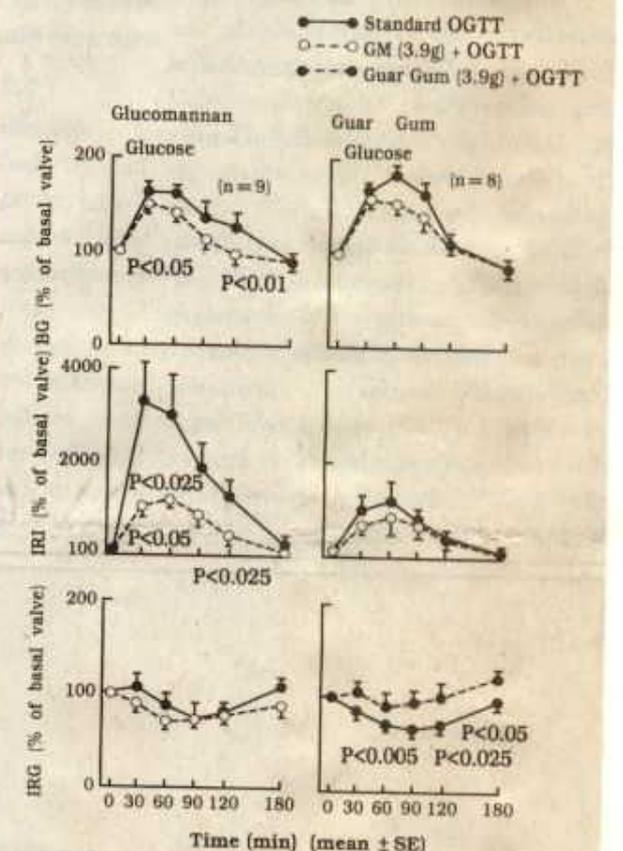 Standard OGTT
GM (3.9g) + OGTT
Guar Gum (3.9g) + OGTT
Glucomannan
Guar Gum
BG (% of basal valve)
200
100
0
Glucose
(n=9)
P<0.05
P<0.01
Glucose
(n=8)
IRI (% of basal valve)
4000
2000
100
P<0.025
P<0.05
P<0.025
IRG (% of basal valve)
200
100
0
P<0.05
P<0.005 P<0.025
0 30 60 90 120 180
0 30 60 90 120 180
Time (min) (mean ± SE)